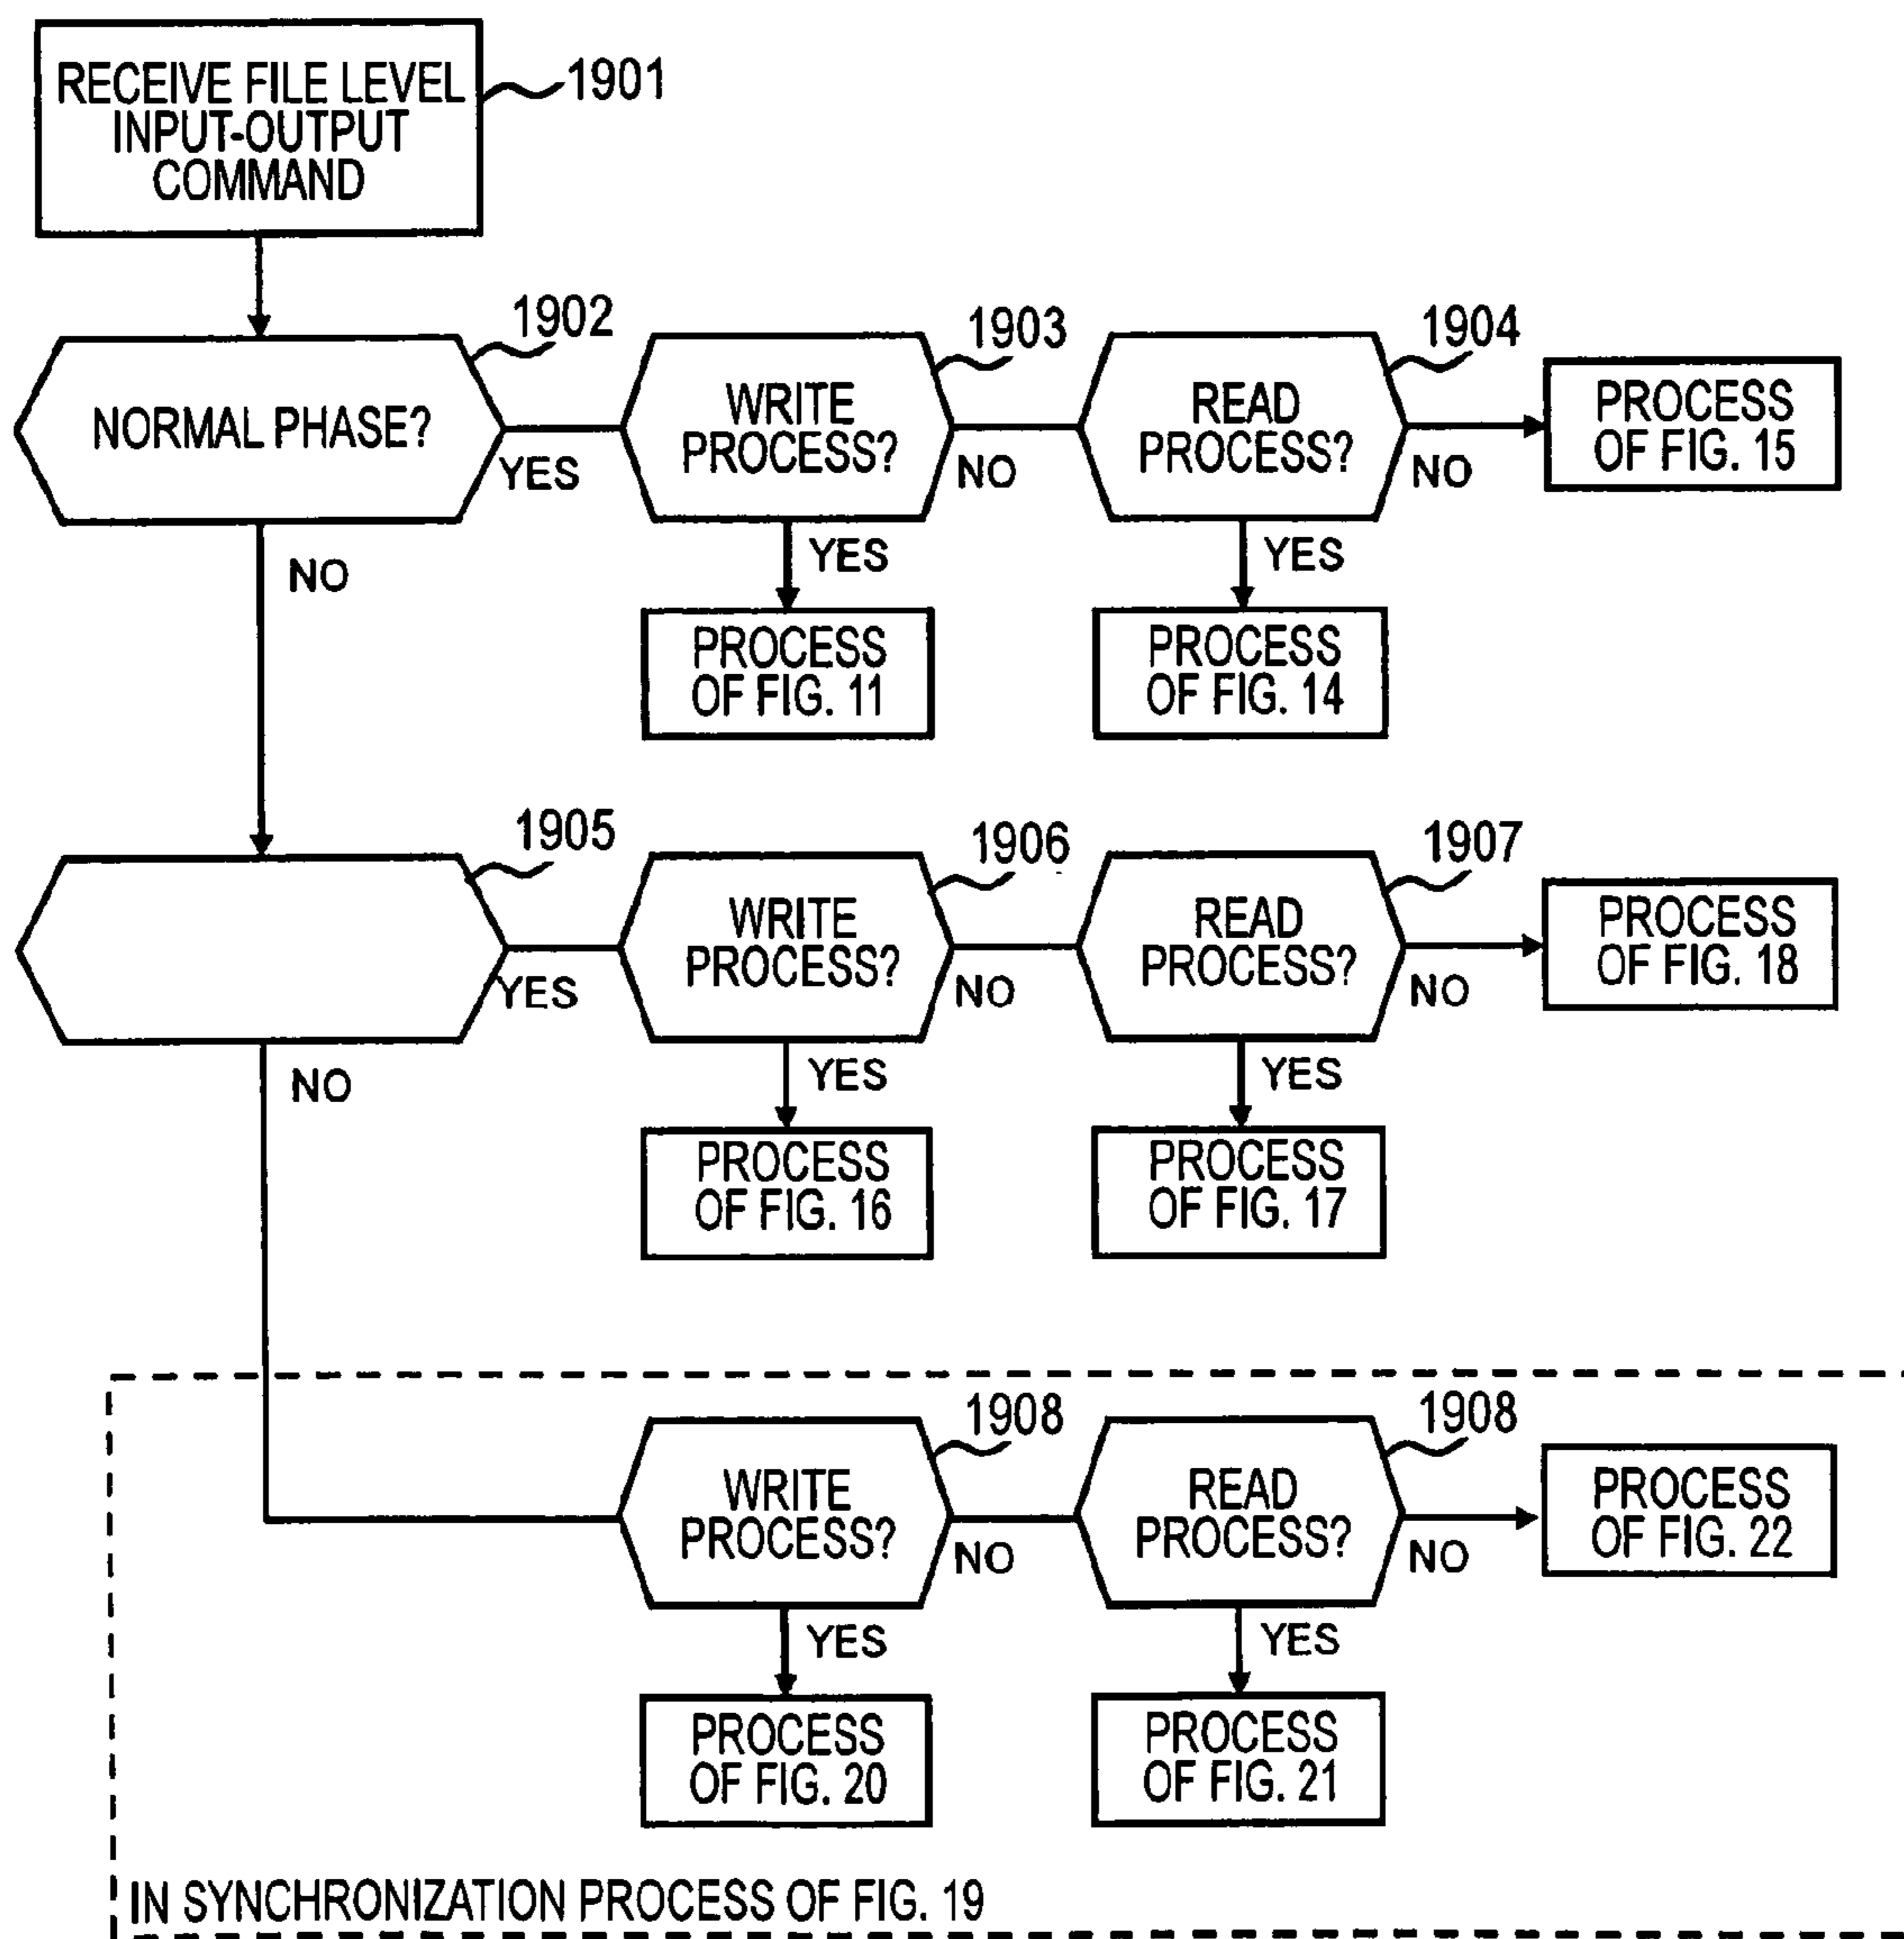 RECEIVE FILE LEVEL
INPUT-OUTPUT
COMMAND
1901
1902
NORMAL PHASE?
YES
NO
1903
WRITE
PROCESS?
NO
YES
PROCESS
OF FIG. 11
1904
READ
PROCESS?
NO
YES
PROCESS
OF FIG. 14
PROCESS
OF FIG. 15
1905
YES
NO
1906
WRITE
PROCESS?
NO
YES
PROCESS
OF FIG. 16
1907
READ
PROCESS?
NO
YES
PROCESS
OF FIG. 17
PROCESS
OF FIG. 18
1908
WRITE
PROCESS?
NO
YES
PROCESS
OF FIG. 20
1908
READ
PROCESS?
NO
YES
PROCESS
OF FIG. 21
PROCESS
OF FIG. 22
IN SYNCHRONIZATION PROCESS OF FIG. 19